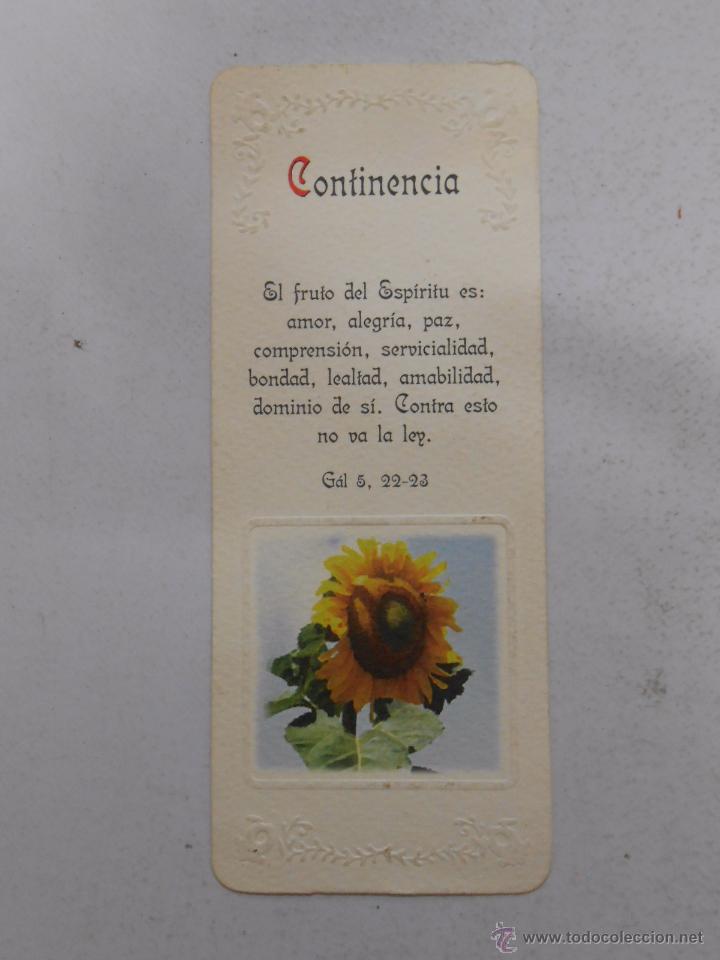 Continencia
El fruto del Espíritu es:
amor, alegría, paz,
comprensión, servicialidad,
bondad, lealtad, amabilidad,
dominio de sí. Contra esto
no va la ley.
Gál 5, 22-23
© www.todocoleccion.net